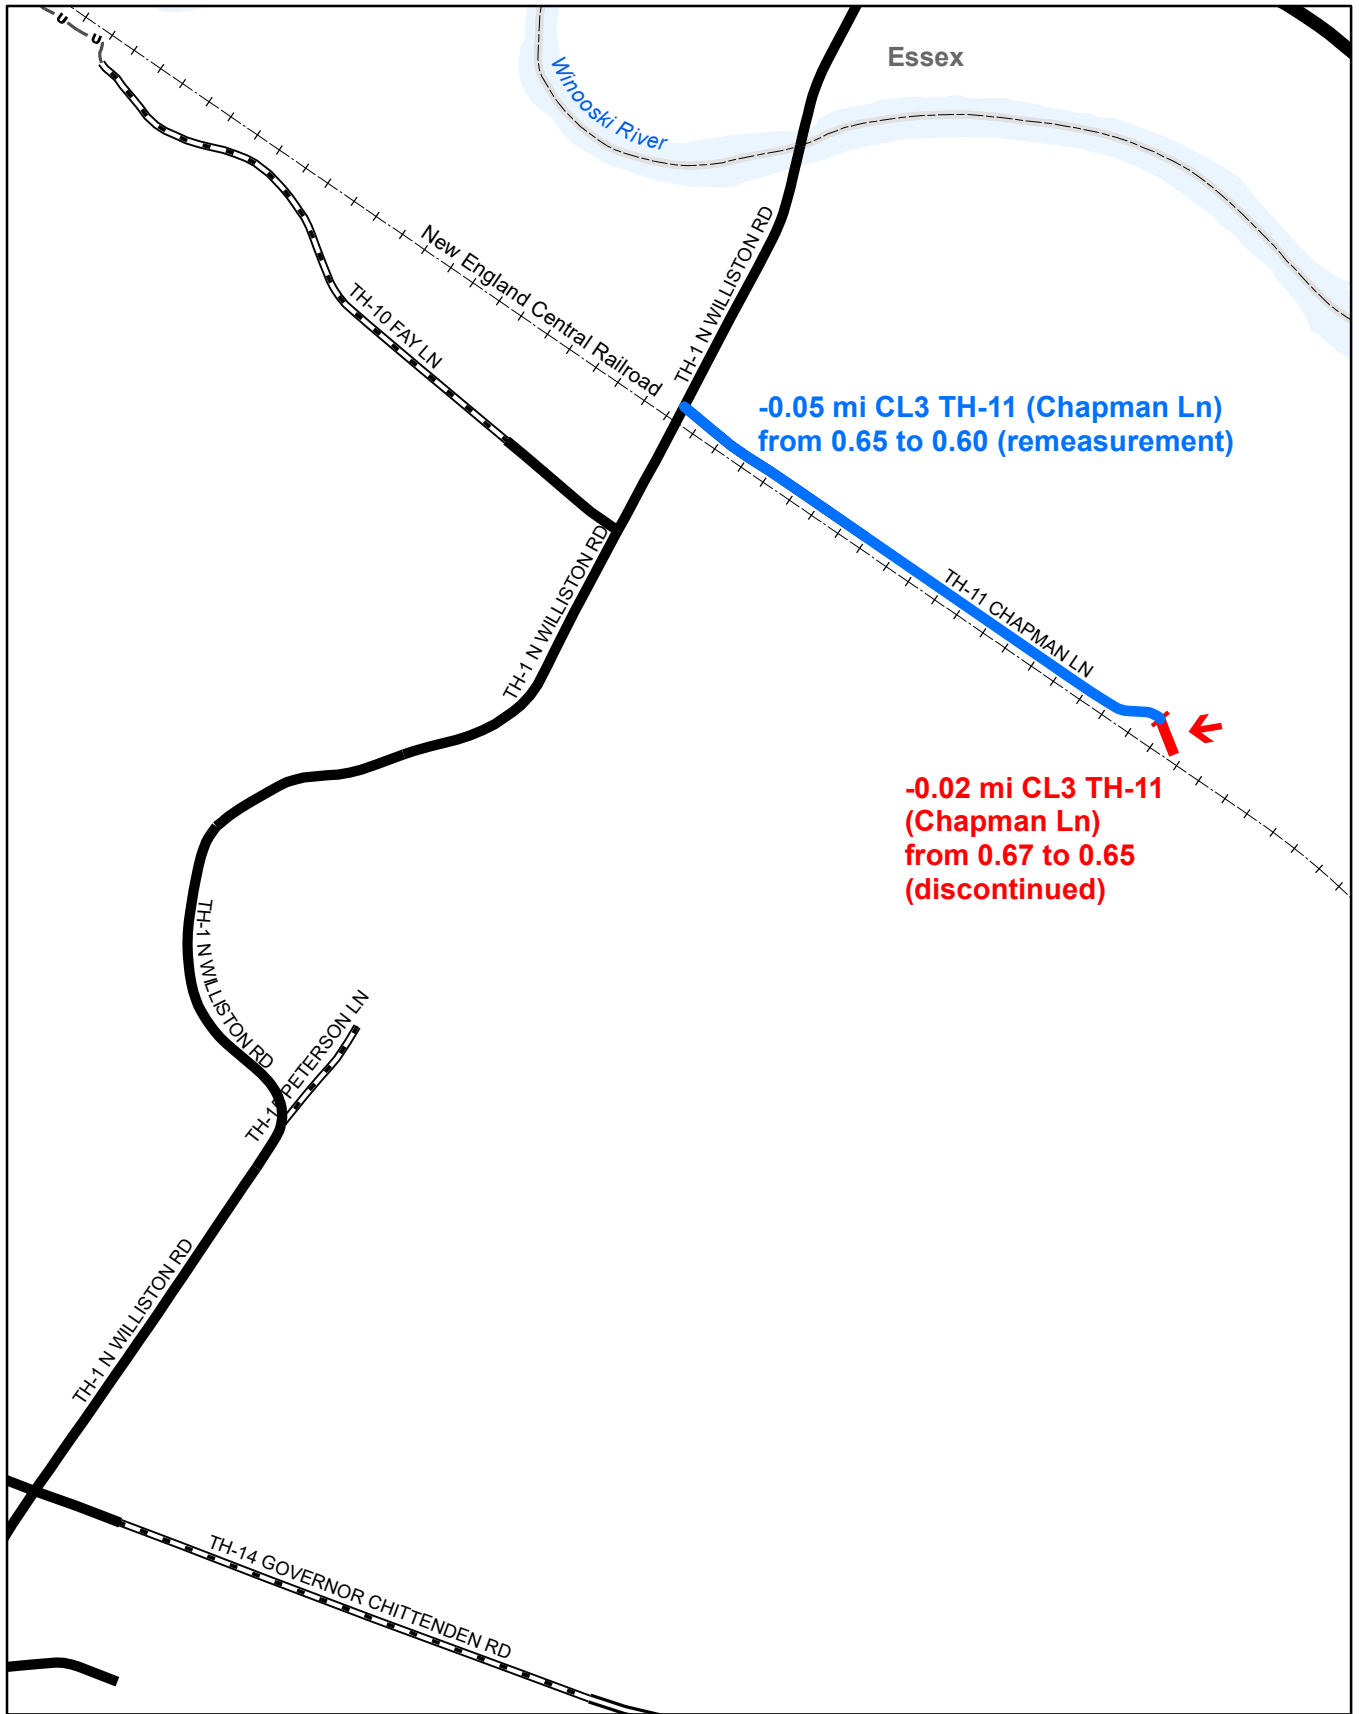 U
U
Essex
Winooski River
New England Central Railroad
TH-1 N WILLISTON RD
TH-10 FAY LN
-0.05 mi CL3 TH-11 (Chapman Ln)
from 0.65 to 0.60 (remeasurement)
TH-1 N WILLISTON RD
TH-11 CHAPMAN LN
-0.02 mi CL3 TH-11
(Chapman Ln)
from 0.67 to 0.65
(discontinued)
TH-1 N WILLISTON RD
PETERSON LN
TH-1 N WILLISTON RD
TH-14 GOVERNOR CHITTENDEN RD